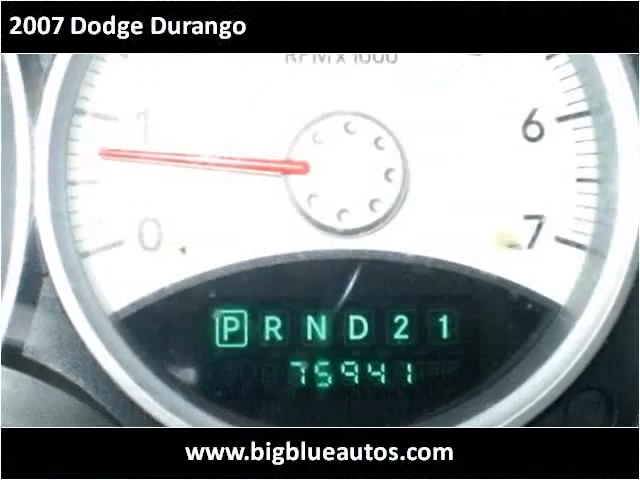 2007 Dodge Durango
RPM x 1000
1
6
0
7
P R N D 2 1
75941
www.bigblueautos.com